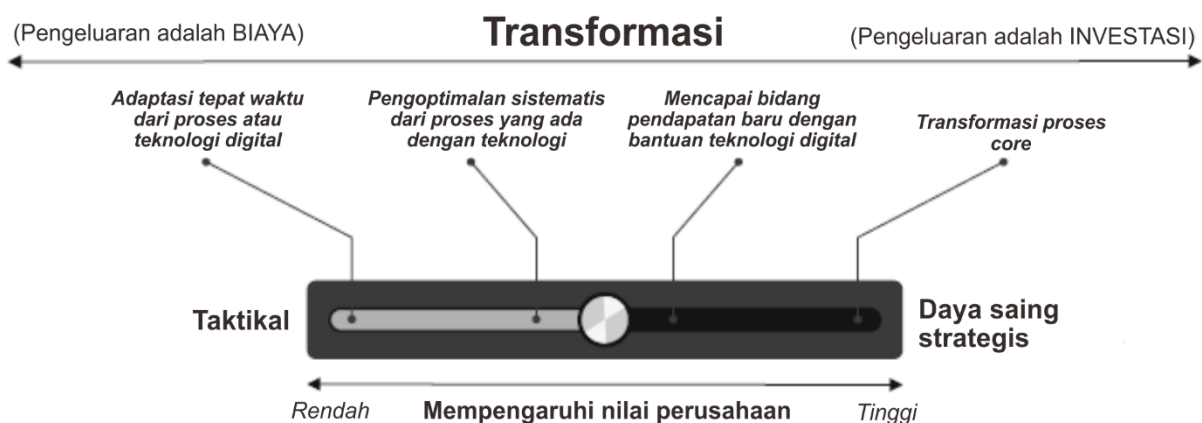 (Pengeluaran adalah BIAYA)
Transformasi
(Pengeluaran adalah INVESTASI)
Adaptasi tepat waktu
dari proses atau
teknologi digital
Pengoptimalan sistematis
dari proses yang ada
dengan teknologi
Mencapai bidang
pendapatan baru dengan
bantuan teknologi digital
Transformasi proses
core
Taktikal
Daya saing
strategis
Rendah
Mempengaruhi nilai perusahaan
Tinggi